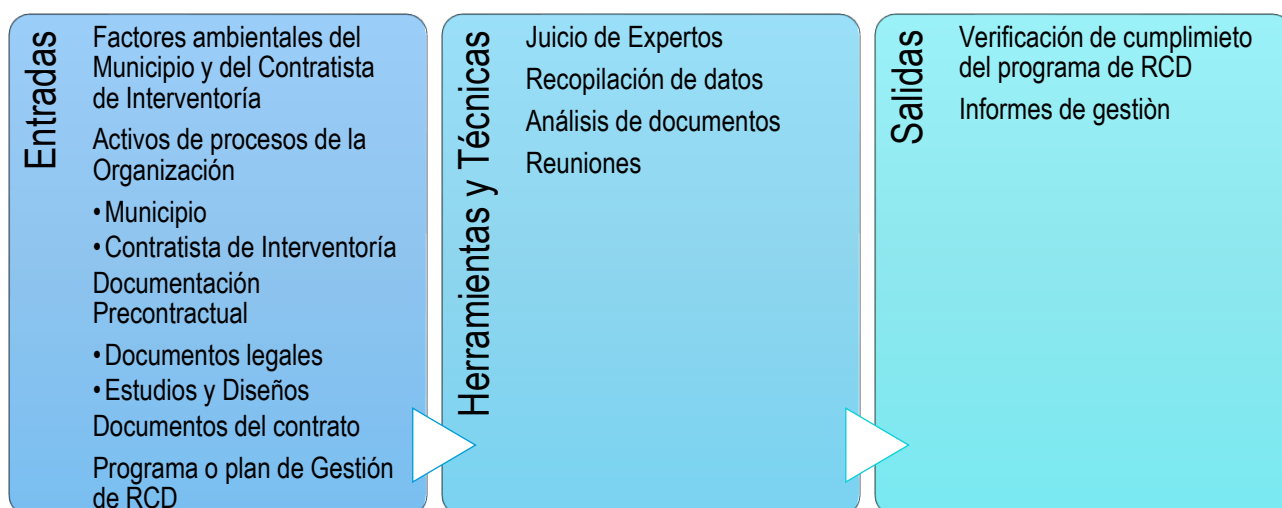 Entradas
Factores ambientales del
Municipio y del Contratista
de Interventoría
Activos de procesos de la
Organización
• Municipio
• Contratista de Interventoría
Documentación
Precontractual
• Documentos legales
• Estudios y Diseños
Documentos del contrato
Programa o plan de Gestión
de RCD
Herramientas y Técnicas
Juicio de Expertos
Recopilación de datos
Análisis de documentos
Reuniones
Salidas
Verificación de cumplimieto
del programa de RCD
Informes de gestiòn